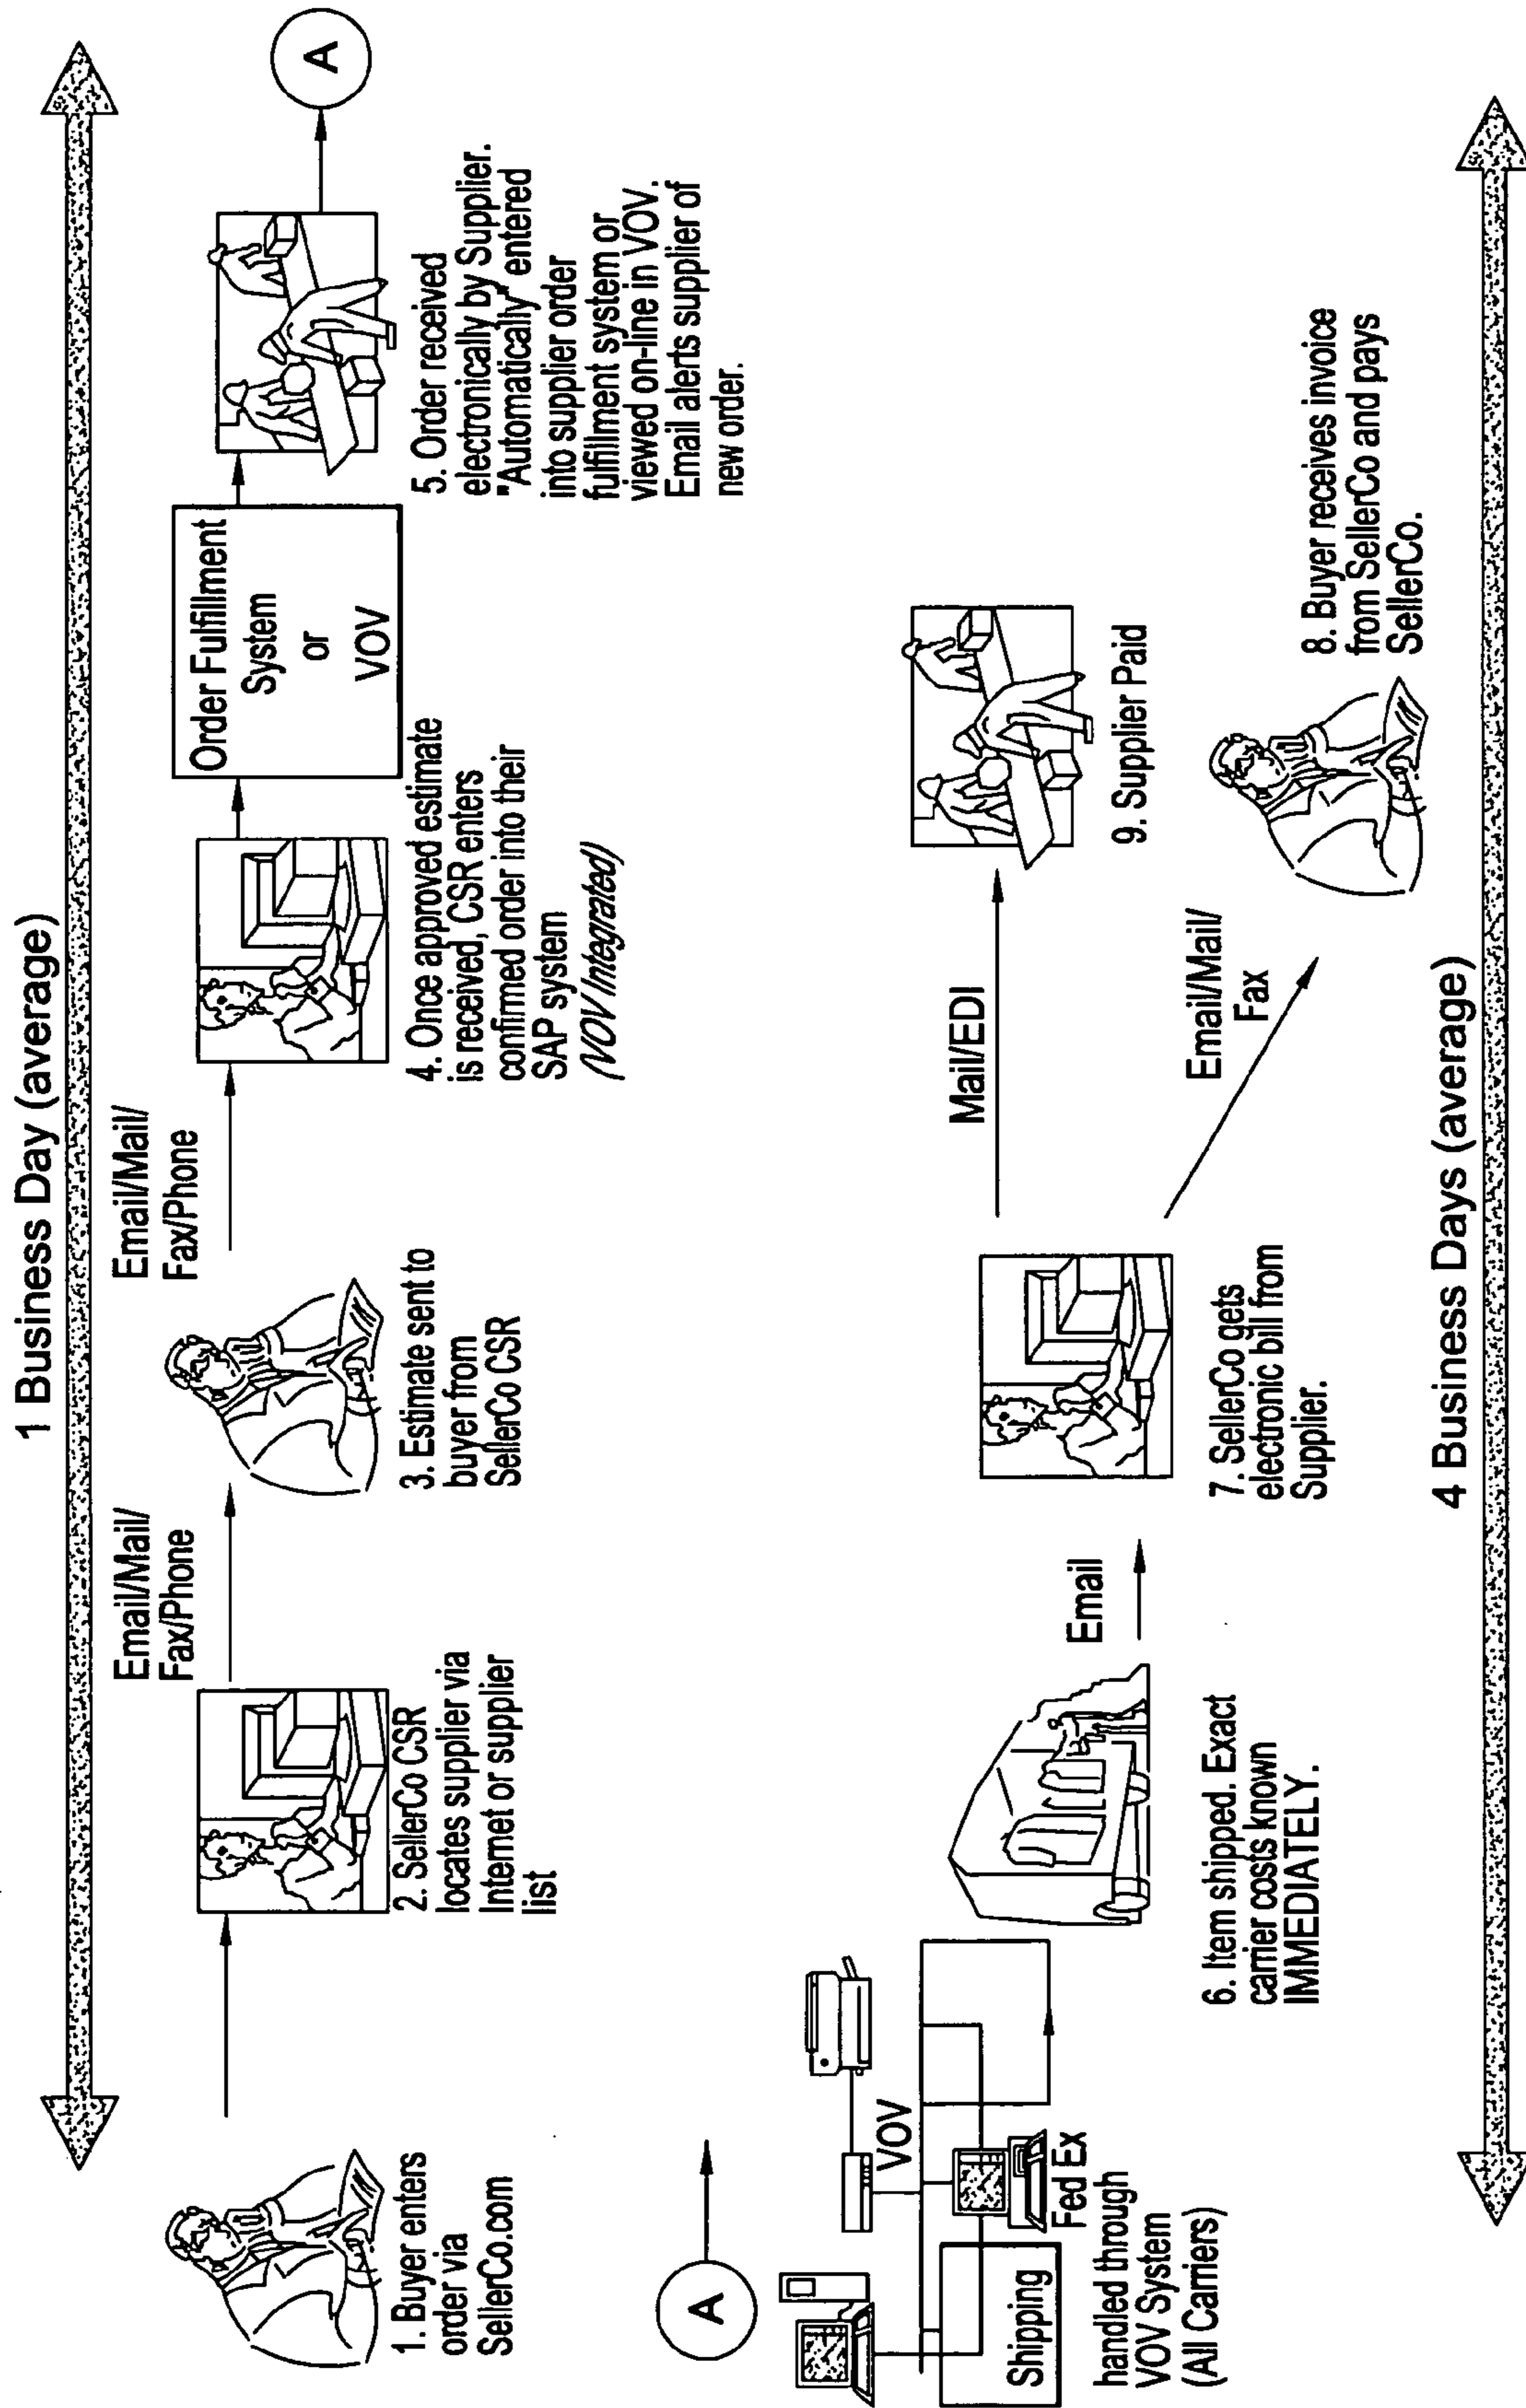 1 Business Day (average)
1. Buyer enters
order via
SellerCo.com
2. SellerCo CSR
locates supplier via
Internet or supplier
list
Email/Mail/
Fax/Phone
3. Estimate sent to
buyer from
SellerCo CSR
Email/Mail/
Fax/Phone
4. Once approved estimate
is received, CSR enters
confirmed order into their
SAP system
(VOV Integrated)
Order Fulfillment
System
or
VOV
5. Order received
electronically by Supplier.
"Automatically" entered
into supplier order
fulfillment system or
viewed on-line in VOV.
Email alerts supplier of
new order.
A
A
VOV
Shipping
Fed Ex
handled through
VOV System
(All Carriers)
6. Item shipped. Exact
carrier costs known
IMMEDIATELY.
Email
7. SellerCo gets
electronic bill from
Supplier.
Mail/EDI
9. Supplier Paid
Email/Mail/
Fax
8. Buyer receives invoice
from SellerCo and pays
SellerCo.
4 Business Days (average)